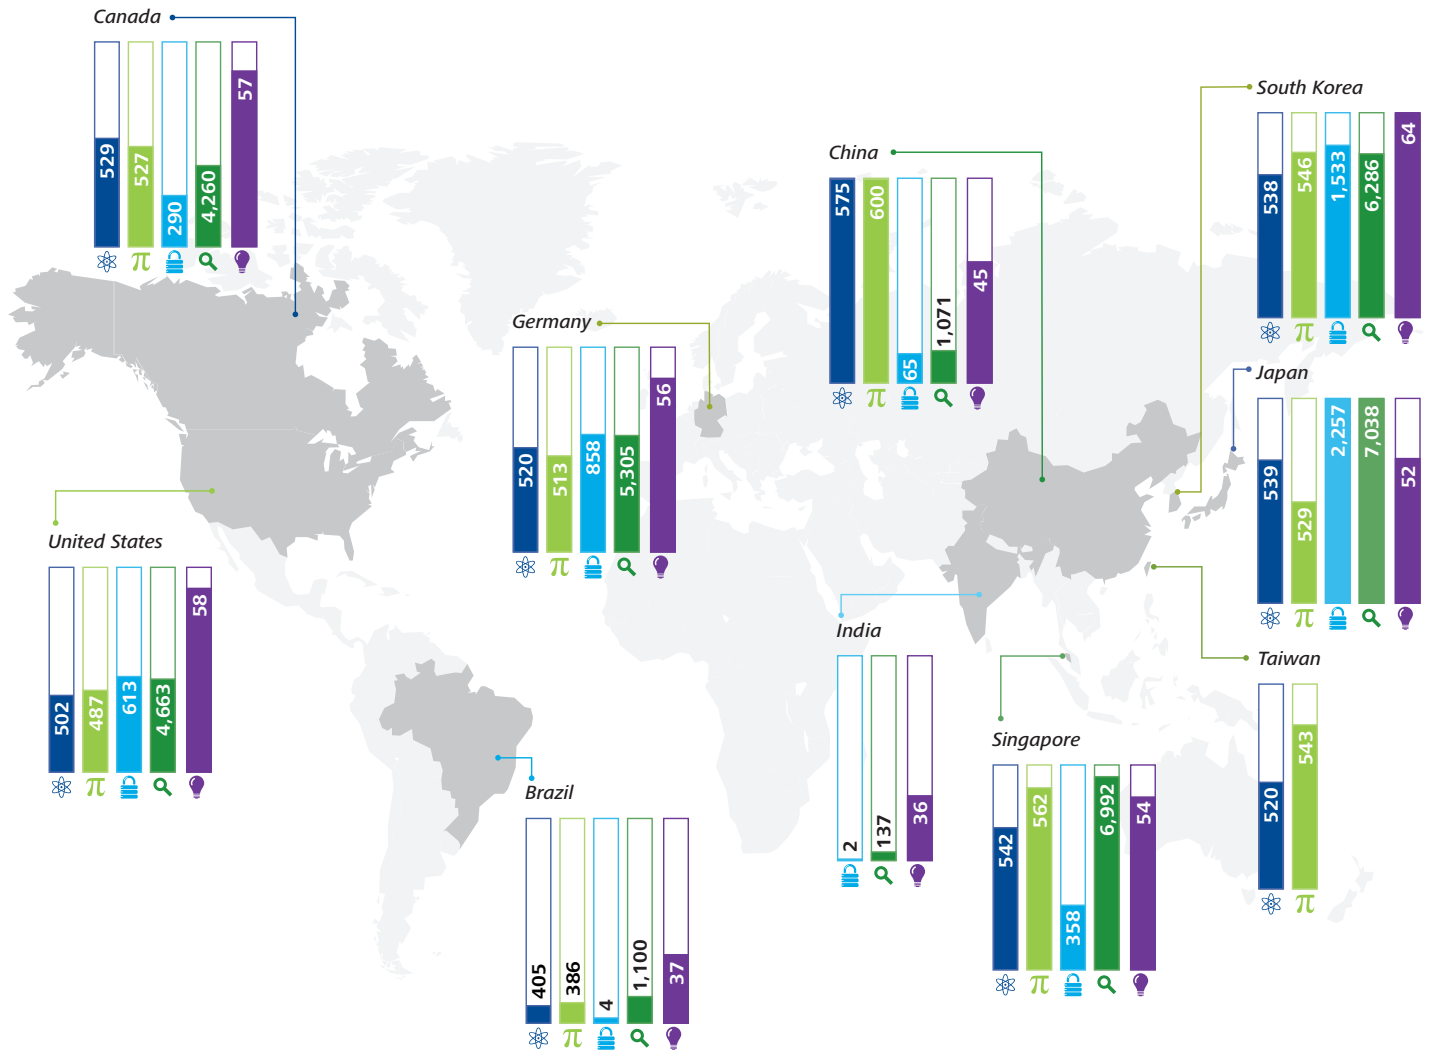 Canada
529
527
290
4,260
57
π
South Korea
538
546
1,533
6,286
64
π
China
575
600
65
1,071
45
π
Germany
520
513
858
5,305
56
π
Japan
539
529
2,257
7,038
52
π
United States
502
487
613
4,663
58
π
India
2
137
36
Taiwan
520
543
π
Singapore
542
562
358
6,992
54
π
Brazil
405
386
4
1,100
37
π